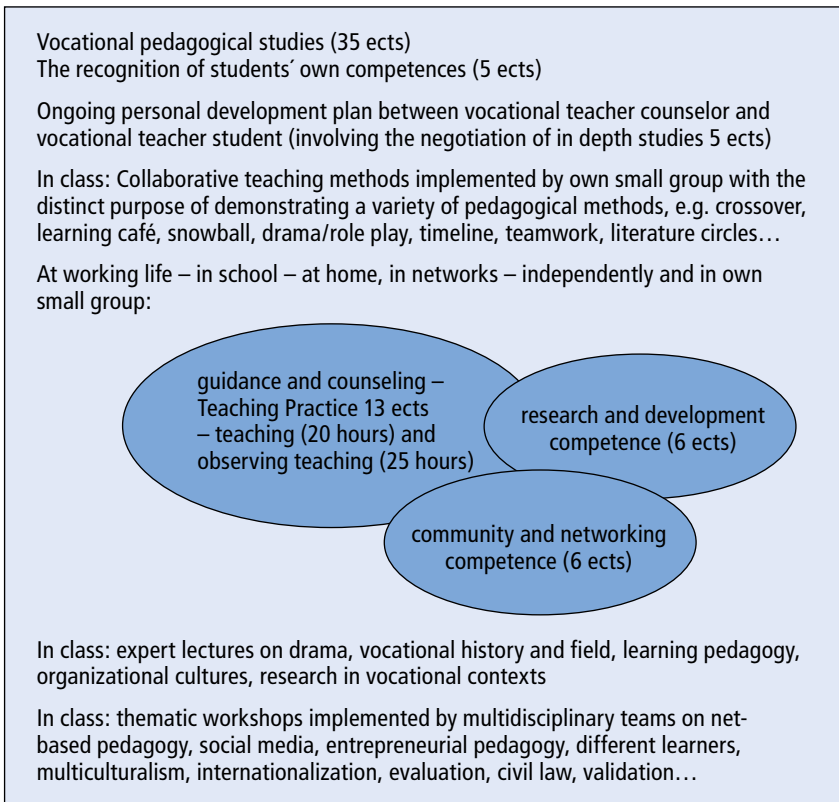 Vocational pedagogical studies (35 ects)
The recognition of students´ own competences (5 ects)
Ongoing personal development plan between vocational teacher counselor and
vocational teacher student (involving the negotiation of in depth studies 5 ects)
In class: Collaborative teaching methods implemented by own small group with the
distinct purpose of demonstrating a variety of pedagogical methods, e.g. crossover,
learning café, snowball, drama/role play, timeline, teamwork, literature circles…
At working life – in school – at home, in networks – independently and in own
small group:
guidance and counseling –
Teaching Practice 13 ects
– teaching (20 hours) and
observing teaching (25 hours)
research and development
competence (6 ects)
community and networking
competence (6 ects)
In class: expert lectures on drama, vocational history and field, learning pedagogy,
organizational cultures, research in vocational contexts
In class: thematic workshops implemented by multidisciplinary teams on net-
based pedagogy, social media, entrepreneurial pedagogy, different learners,
multiculturalism, internationalization, evaluation, civil law, validation…